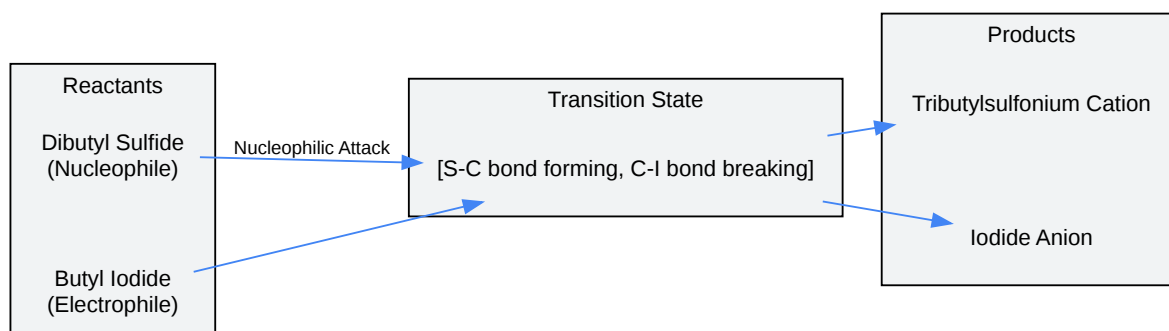 Reactants
Dibutyl Sulfide
(Nucleophile)
Butyl Iodide
(Electrophile)
Nucleophilic Attack
Transition State
[S-C bond forming, C-I bond breaking]
Products
Tributylsulfonium Cation
Iodide Anion